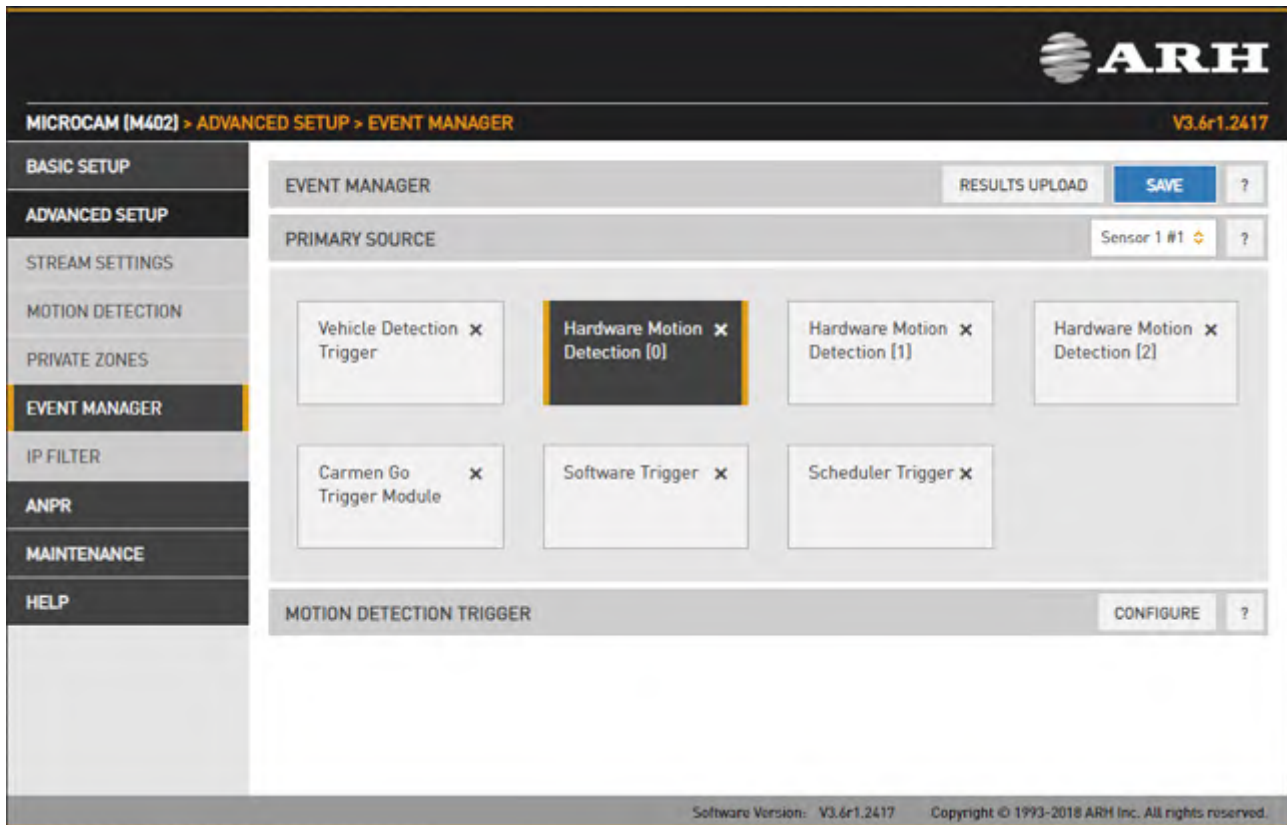 ARH
MICROCAM (M402) > ADVANCED SETUP > EVENT MANAGER
V3.6r1.2417
BASIC SETUP
ADVANCED SETUP
STREAM SETTINGS
MOTION DETECTION
PRIVATE ZONES
EVENT MANAGER
IP FILTER
ANPR
MAINTENANCE
HELP
EVENT MANAGER
RESULTS UPLOAD
SAVE
?
PRIMARY SOURCE
Sensor 1 #1
?
Vehicle Detection
Trigger
Hardware Motion
Detection [0]
Hardware Motion
Detection [1]
Hardware Motion
Detection [2]
Carmen Go
Trigger Module
Software Trigger
Scheduler Trigger
MOTION DETECTION TRIGGER
CONFIGURE
?
Software Version: V3.6r1.2417
Copyright © 1993-2018 ARH Inc. All rights reserved.